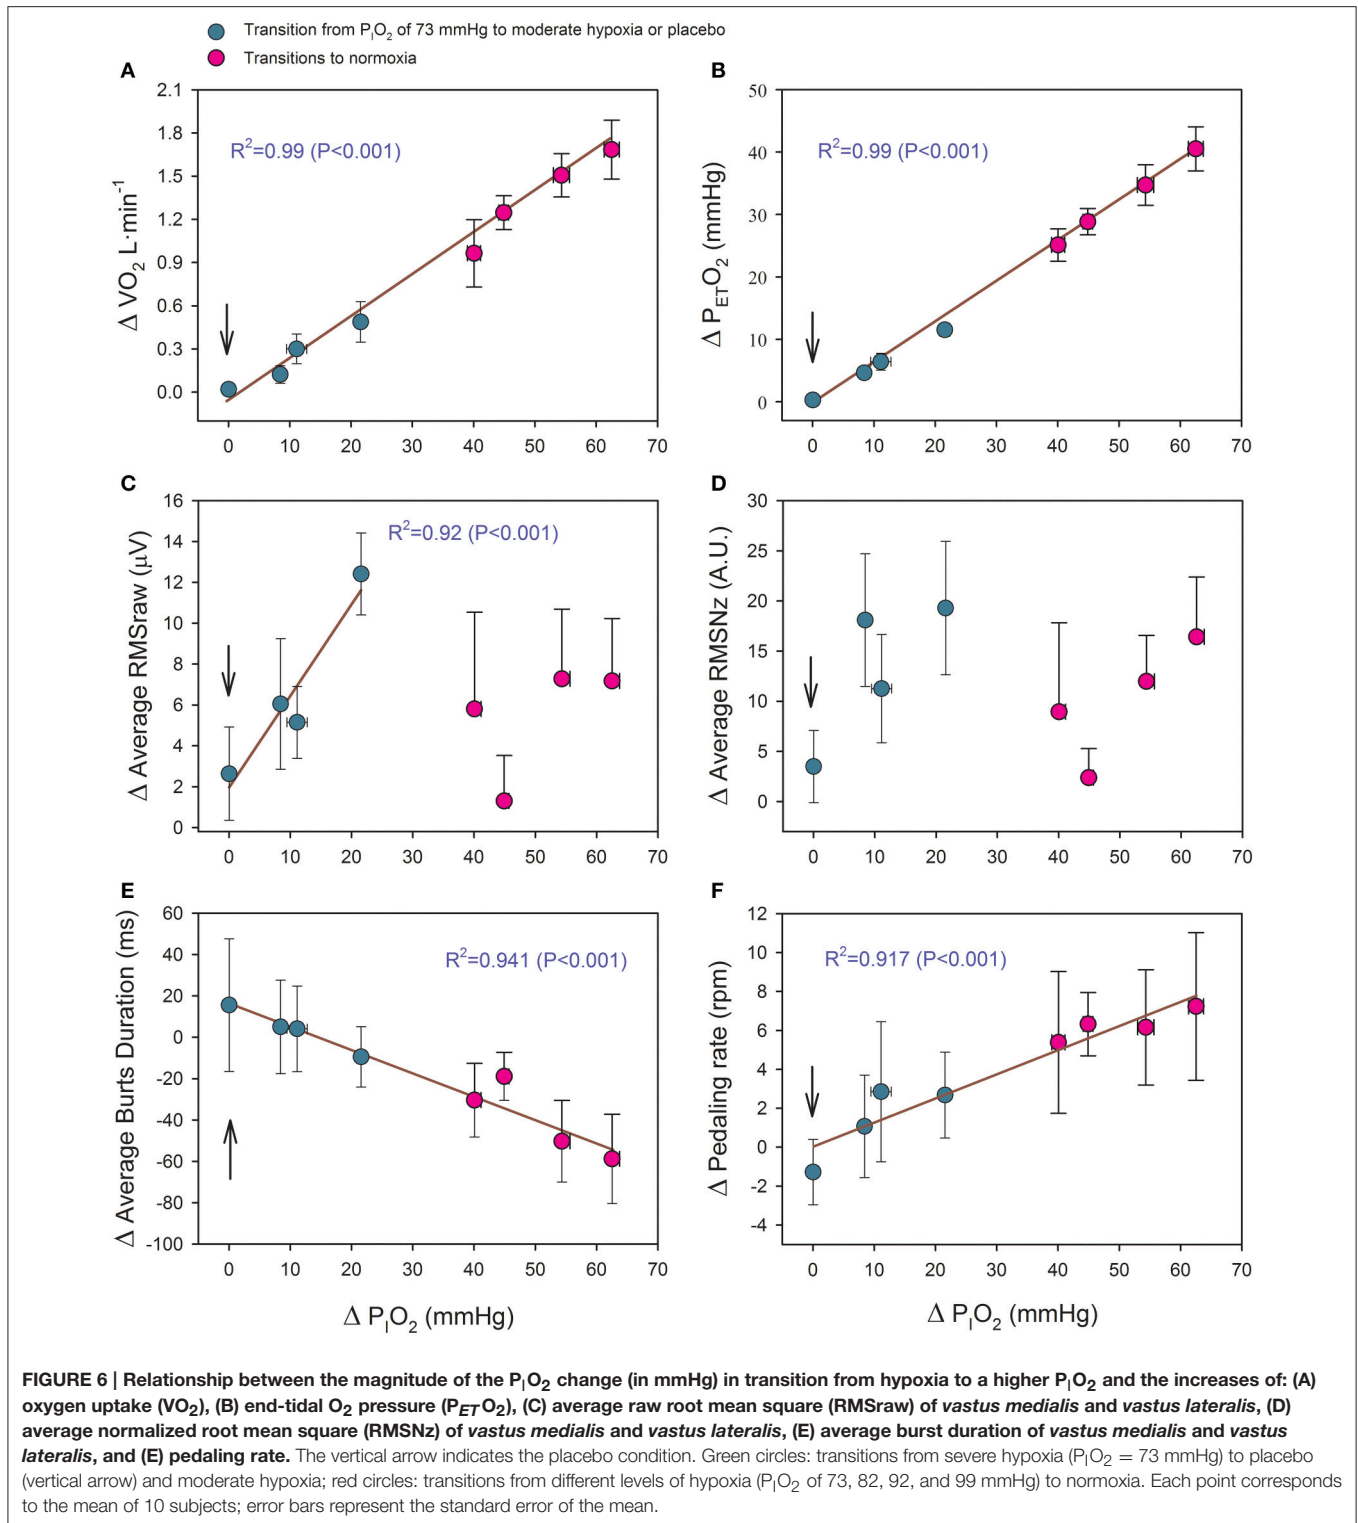 Transition from PIO2 of 73 mmHg to moderate hypoxia or placebo
Transitions to normoxia
A
2.1
1.8
1.5
1.2
0.9
0.6
0.3
0.0
Δ VO2 L·min-1
R2=0.99 (P<0.001)
0 10 20 30 40 50 60 70
B
50
40
30
20
10
0
Δ PETO2 (mmHg)
R2=0.99 (P<0.001)
0 10 20 30 40 50 60 70
C
16
14
12
10
8
6
4
2
0
Δ Average RMSraw (μV)
R2=0.92 (P<0.001)
0 10 20 30 40 50 60 70
D
30
25
20
15
10
5
0
Δ Average RMSNz (A.U.)
0 10 20 30 40 50 60 70
E
60
40
20
0
-20
-40
-60
-80
-100
Δ Average Burts Duration (ms)
R2=0.941 (P<0.001)
0 10 20 30 40 50 60 70
Δ PIO2 (mmHg)
F
12
10
8
6
4
2
0
-2
-4
Δ Pedaling rate (rpm)
R2=0.917 (P<0.001)
0 10 20 30 40 50 60 70
Δ PIO2 (mmHg)
FIGURE 6 | Relationship between the magnitude of the PIO2 change (in mmHg) in transition from hypoxia to a higher PIO2 and the increases of: (A)
oxygen uptake (VO2), (B) end-tidal O2 pressure (PETO2), (C) average raw root mean square (RMSraw) of vastus medialis and vastus lateralis, (D)
average normalized root mean square (RMSNz) of vastus medialis and vastus lateralis, (E) average burst duration of vastus medialis and vastus
lateralis, and (E) pedaling rate. The vertical arrow indicates the placebo condition. Green circles: transitions from severe hypoxia (PIO2 = 73 mmHg) to placebo
(vertical arrow) and moderate hypoxia; red circles: transitions from different levels of hypoxia (PIO2 of 73, 82, 92, and 99 mmHg) to normoxia. Each point corresponds
to the mean of 10 subjects; error bars represent the standard error of the mean.